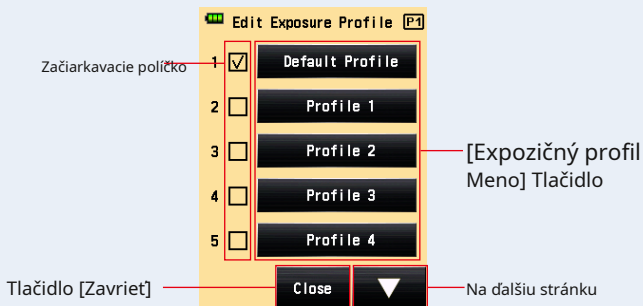 Edit Exposure Profile P1
Začiarkavacie políčko
1 Default Profile
2 Profile 1
3 Profile 2
[Expozičný profil
Meno] Tlačidlo
4 Profile 3
5 Profile 4
Tlačidlo [Zavrieť]
Close
Na ďalšiu stránku